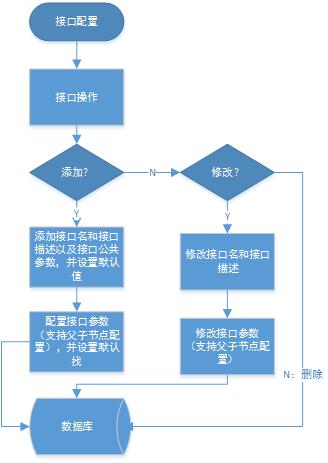 接口配置
接口操作
添加?
N
修改?
Y
Y
添加接口名和接口
描述以及接口公共
参数，并设置默认
值
修改接口名和接口
描述
配置接口参数
（支持父子节点配
置），并设置默认
找
修改接口参数
（支持父子节点配
置）
N：删除
数据库